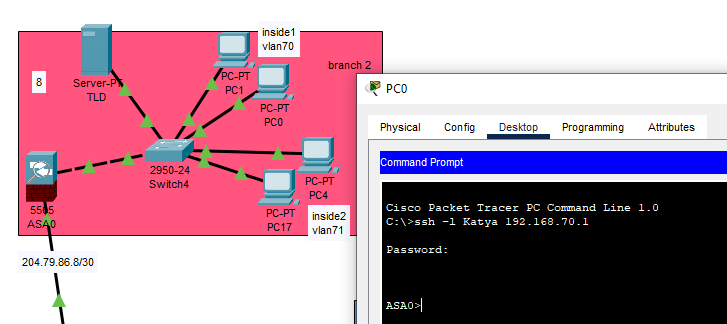 inside1
vlan70
branch 2
8
Server-PT
TLD
PC-PT
PC1
PC-PT
PC0
2950-24
Switch4
PC-PT
PC4
PC-PT
PC17
inside2
vlan71
5505
ASA0
204.79.86.8/30
PC0
Physical Config Desktop Programming Attributes
Command Prompt
Cisco Packet Tracer PC Command Line 1.0
C:\>ssh -l Katya 192.168.70.1
Password:
ASA0>